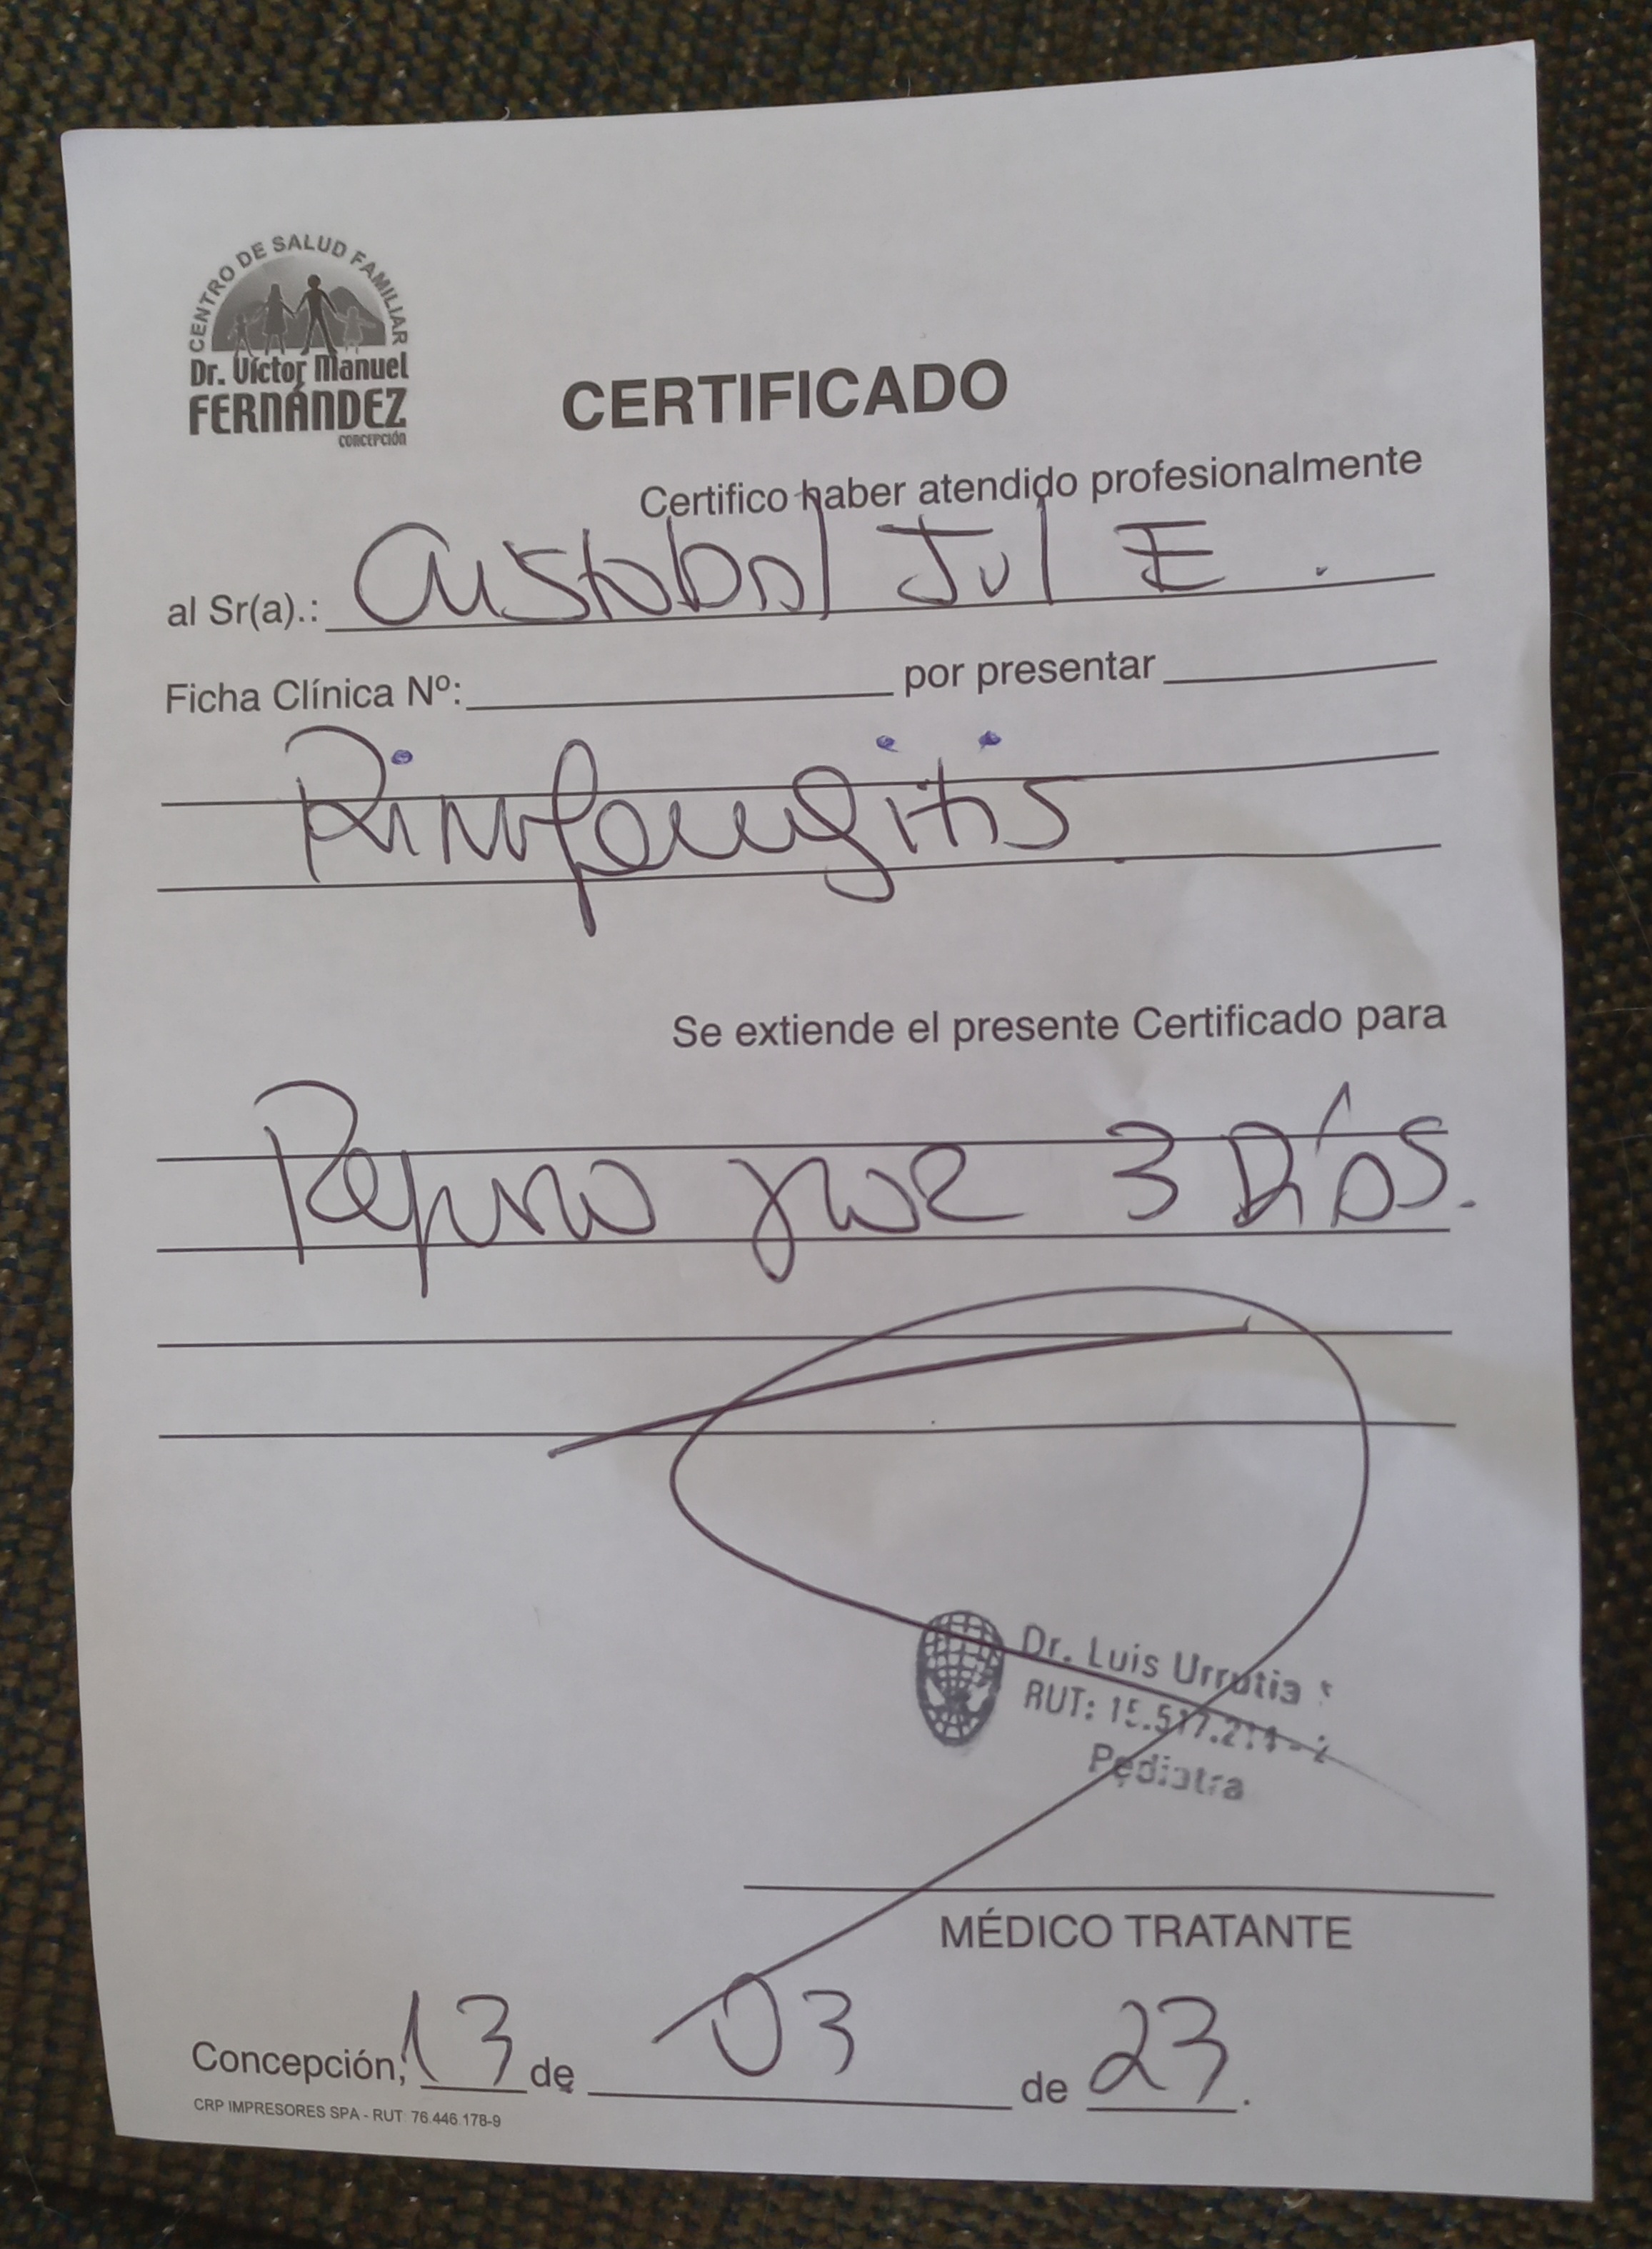 CENTRO DE SALUD FAMILIAR
Dr. Víctor Manuel
FERNÁNDEZ
CONCEPCIÓN
CERTIFICADO
Certifico haber atendido profesionalmente
al Sr(a).: Cristobal Jul E.
Ficha Clínica Nº: por presentar
Rinofaringitis
Se extiende el presente Certificado para
Reposo por 3 Días.
Dr. Luis Urrutia
RUT:
Pediatra
MÉDICO TRATANTE
Concepción, 13 de 03 de 23.
CRP IMPRESORES SPA - RUT: 76.446.178-9